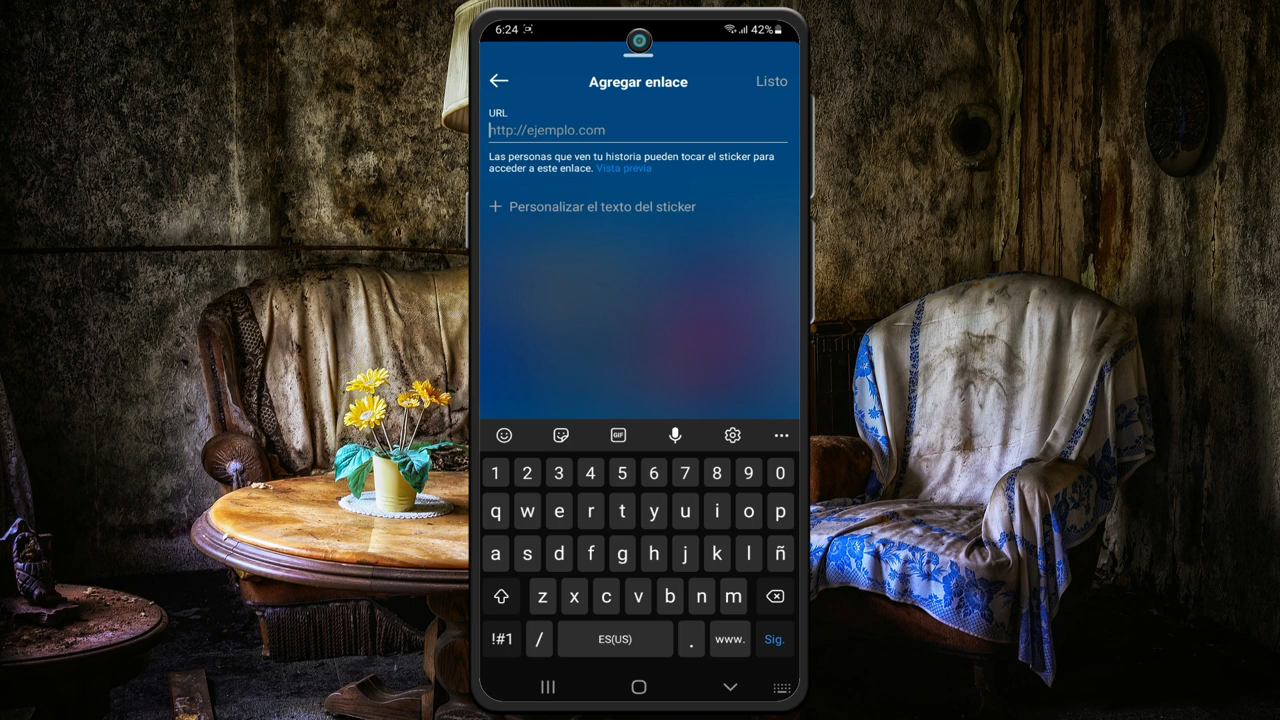 6:24 42%
Agregar enlace Listo
URL
http://ejemplo.com
Las personas que ven tu historia pueden tocar el sticker para
acceder a este enlace. Vista previa
+ Personalizar el texto del sticker
GIF
1 2 3 4 5 6 7 8 9 0
q w e r t y u i o p
a s d f g h j k l ñ
z x c v b n m
!#1 / ES(US) . www. Sig.